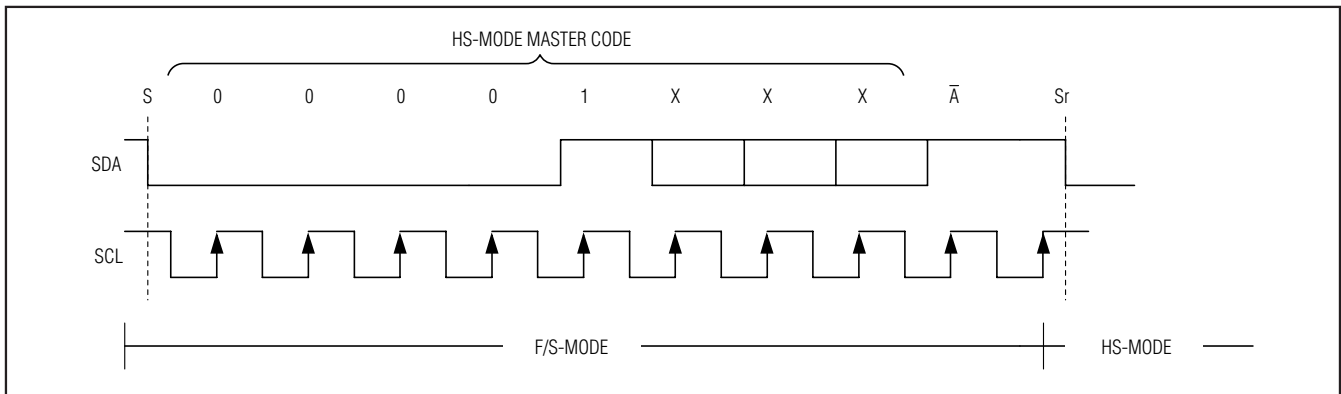 HS-MODE MASTER CODE
S 0 0 0 0 1 X X X A̅ Sr
SDA
SCL
F/S-MODE HS-MODE